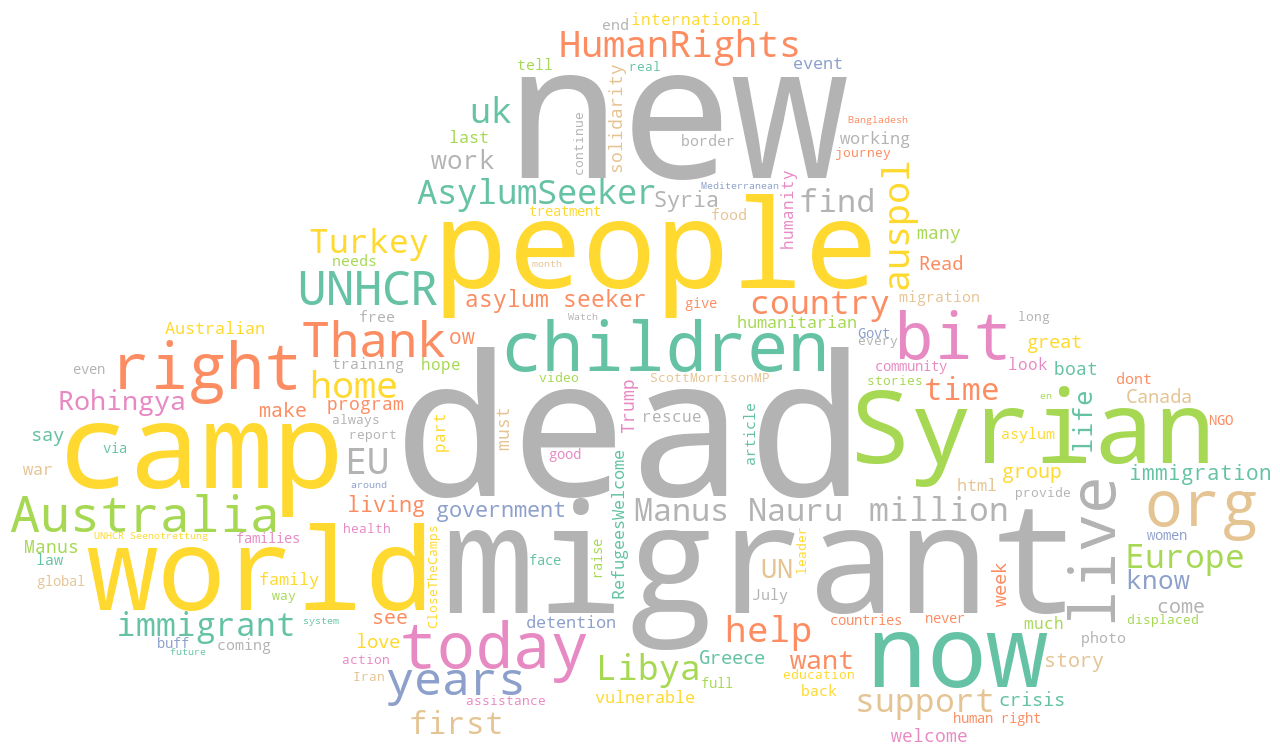 end
international
HumanRights
tell
real
event
new
solidarity
uk
continue
last
work
border
Bangladesh
working
journey
AsylumSeeker
Mediterranean
Syria
humanity
find
auspol
treatment
food
people
many
Turkey
needs
month
Read
UNHCR
asylum seeker
give
country
migration
free
Watch
long
Australian
Thank
ow
children
humanitarian
Govt
every
bit
great
right
even
training
hope
community
look
boat
home
video
ScottMorrisonMP
stories
time
dont
Rohingya
make
program
dead
Trump
rescue
Syrian
en
life
Canada
NGO
always
say
via
camp
report
part
must
article
asylum
war
EU
good
around
group
immigration
html
provide
living
RefugeesWelcome
live
org
Australia
government
Manus Nauru million
health
UNHCR Seenotrettung
families
Manus
law
world
CloseTheCamps
migrant
face
raise
leader
women
Europe
global
family
UN
week
know
way
July
come
immigrant
system
see
detention
help
countries
never
much
displaced
buff
coming
love
today
now
photo
future
action
Libya
Greece
want
story
Iran
years
full
education
assistance
vulnerable
back
support
crisis
first
human right
welcome